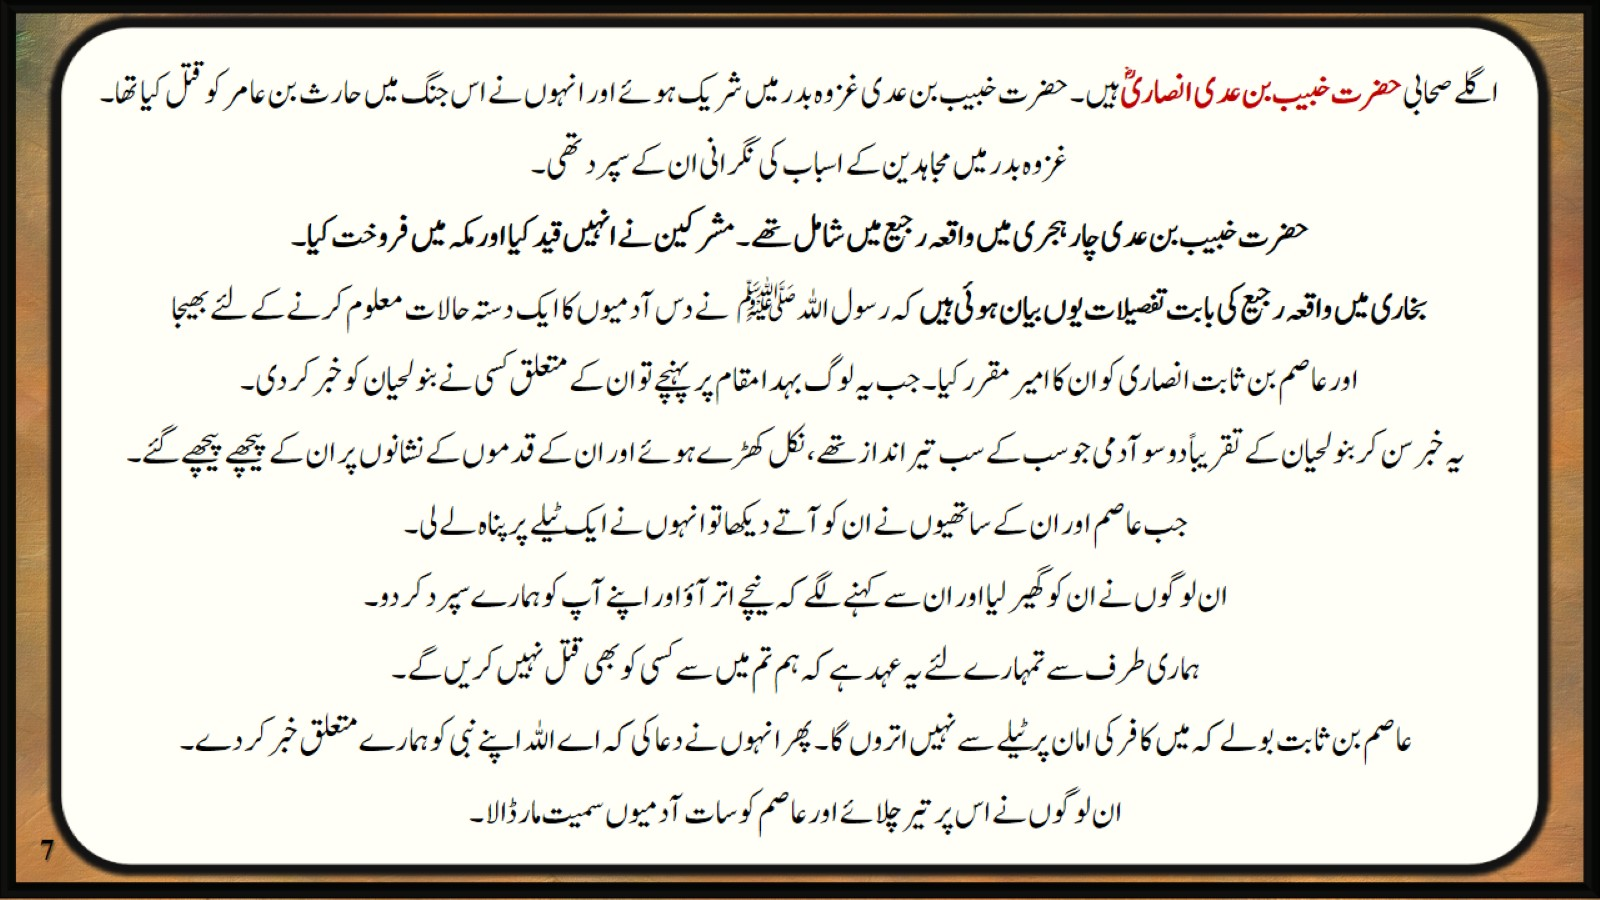 اگلے صحابی حضرت خبیب بن عدی انصاریؓ ہیں۔ حضرت خبیب بن عدی غزوہ بدر میں شریک ہوئے اور انہوں نے اس جنگ میں حارث بن عامر کو قتل کیا تھا۔
غزوہ بدر میں مجاہدین کے اسباب کی نگرانی ان کے سپرد تھی۔
حضرت خبیب بن عدی چار ہجری میں واقعہ رجیع میں شامل تھے۔ مشرکین نے انہیں قید کیا اور مکہ میں فروخت کیا۔
بخاری میں واقعہ رجیع کی بابت تفصیلات یوں بیان ہوئی ہیں کہ رسول اللہ ﷺ نے دس آدمیوں کا ایک دستہ حالات معلوم کرنے کے لئے بھیجا
اور عاصم بن ثابت انصاری کو ان کا امیر مقرر کیا۔ جب یہ لوگ بہدا مقام پر پہنچے تو ان کے متعلق کسی نے بنو لحیان کو خبر کر دی۔
یہ خبر سن کر بنو لحیان کے تقریباً دو سو آدمی جو سب کے سب تیر انداز تھے، نکل کھڑے ہوئے اور ان کے قدموں کے نشانوں پر ان کے پیچھے پیچھے گئے۔
جب عاصم اور ان کے ساتھیوں نے ان کو آتے دیکھا تو انہوں نے ایک ٹیلے پر پناہ لے لی۔
ان لوگوں نے ان کو گھیر لیا اور ان سے کہنے لگے کہ نیچے اتر آؤ اور اپنے آپ کو ہمارے سپرد کر دو۔
ہماری طرف سے تمہارے لئے یہ عہد ہے کہ ہم تم میں سے کسی کو بھی قتل نہیں کریں گے۔
عاصم بن ثابت بولے کہ میں کافر کی امان پر ٹیلے سے نہیں اتروں گا۔ پھر انہوں نے دعا کی کہ اے اللہ اپنے نبی کو ہمارے متعلق خبر کر دے۔
ان لوگوں نے اس پر تیر چلائے اور عاصم کو سات آدمیوں سمیت مار ڈالا۔
7